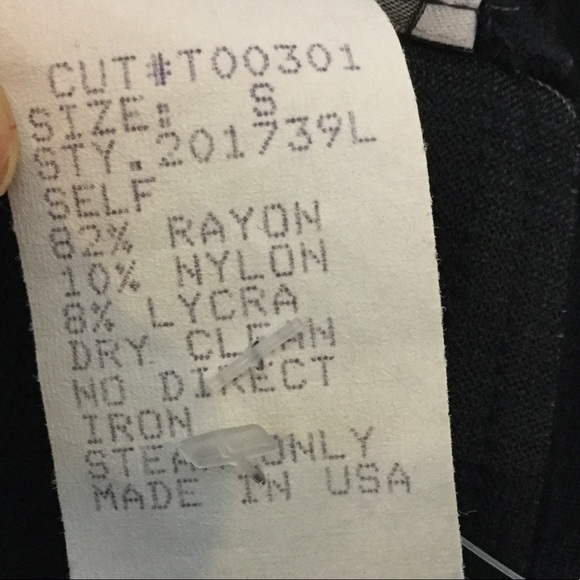 CUT#T00301
SIZE: S
STY.201739L
SELF
82% RAYON
10% NYLON
8% LYCRA
DRY CLEAN
NO DIRECT
IRON
STEAM ONLY
MADE IN USA